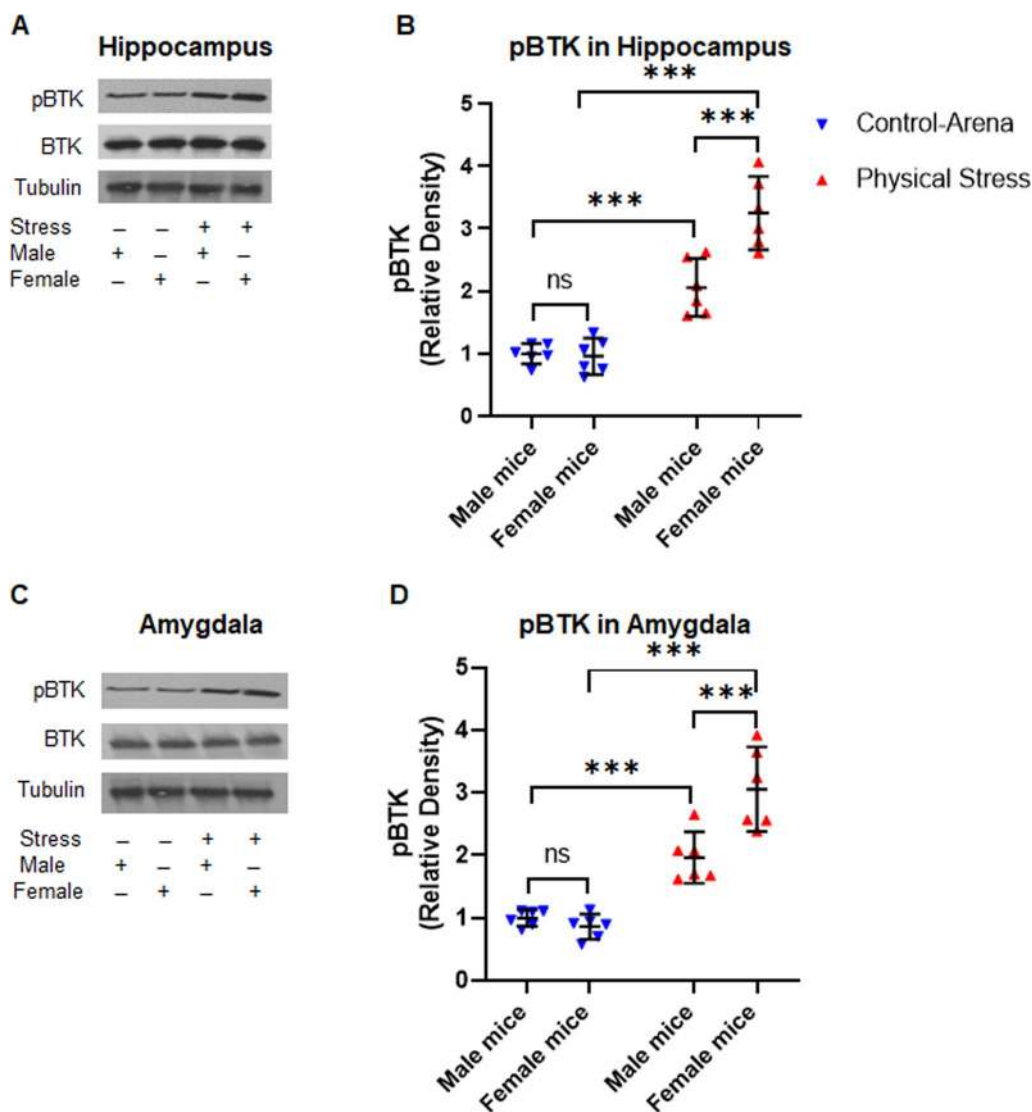 A
Hippocampus
pBTK
BTK
Tubulin
Stress – – + +
Male + – + –
Female – + – +
B
pBTK in Hippocampus
***
***
***
ns
pBTK
(Relative Density)
5
4
3
2
1
0
Male mice
Female mice
Male mice
Female mice
Control-Arena
Physical Stress
C
Amygdala
pBTK
BTK
Tubulin
Stress – – + +
Male + – + –
Female – + – +
D
pBTK in Amygdala
***
***
***
ns
pBTK
(Relative Density)
5
4
3
2
1
0
Male mice
Female mice
Male mice
Female mice